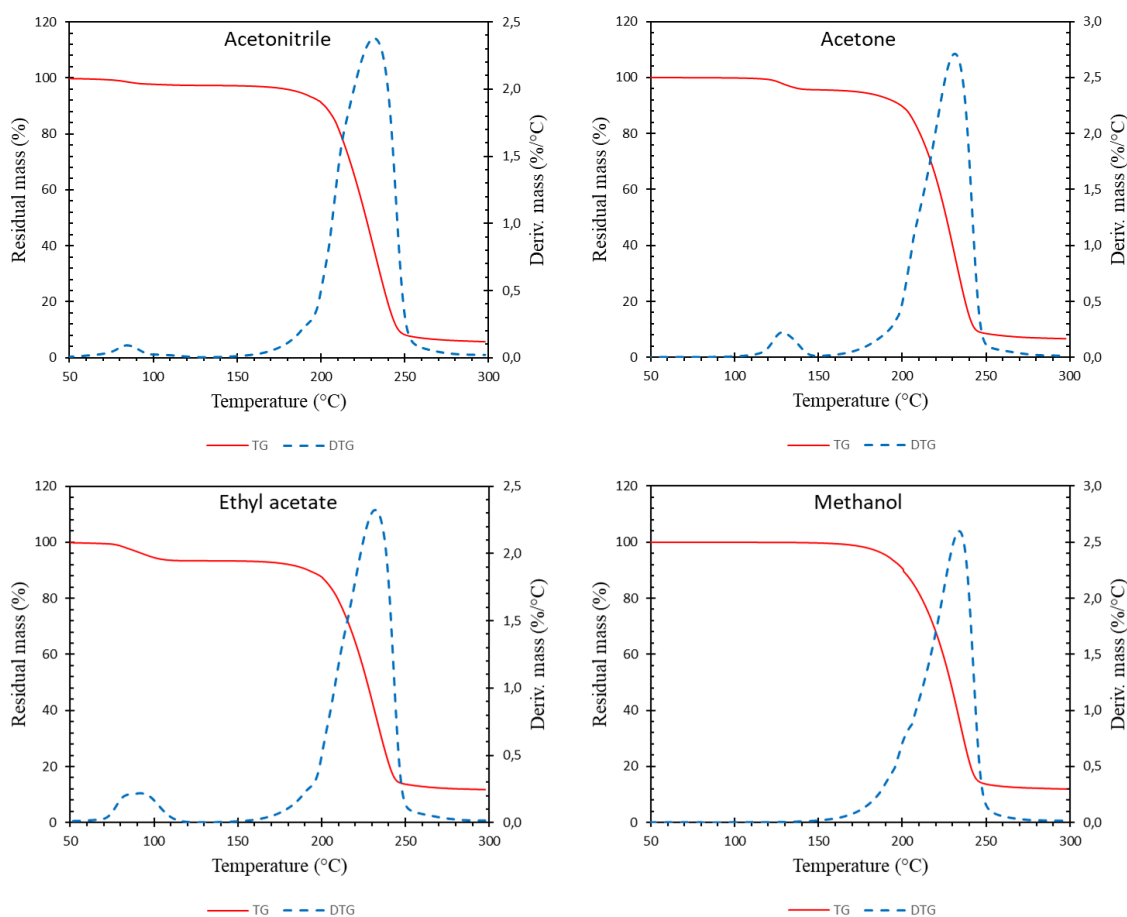 Acetonitrile
120
100
80
60
40
20
0
Residual mass (%)
2,5
2,0
1,5
1,0
0,5
0,0
Deriv. mass (%/°C)
50 100 150 200 250 300
Temperature (°C)
TG DTG
Acetone
120
100
80
60
40
20
0
Residual mass (%)
3,0
2,5
2,0
1,5
1,0
0,5
0,0
Deriv. mass (%/°C)
50 100 150 200 250 300
Temperature (°C)
TG DTG
Ethyl acetate
120
100
80
60
40
20
0
Residual mass (%)
2,5
2,0
1,5
1,0
0,5
0,0
Deriv. mass (%/°C)
50 100 150 200 250 300
Temperature (°C)
TG DTG
Methanol
120
100
80
60
40
20
0
Residual mass (%)
3,0
2,5
2,0
1,5
1,0
0,5
0,0
Deriv. mass (%/°C)
50 100 150 200 250 300
Temperature (°C)
TG DTG